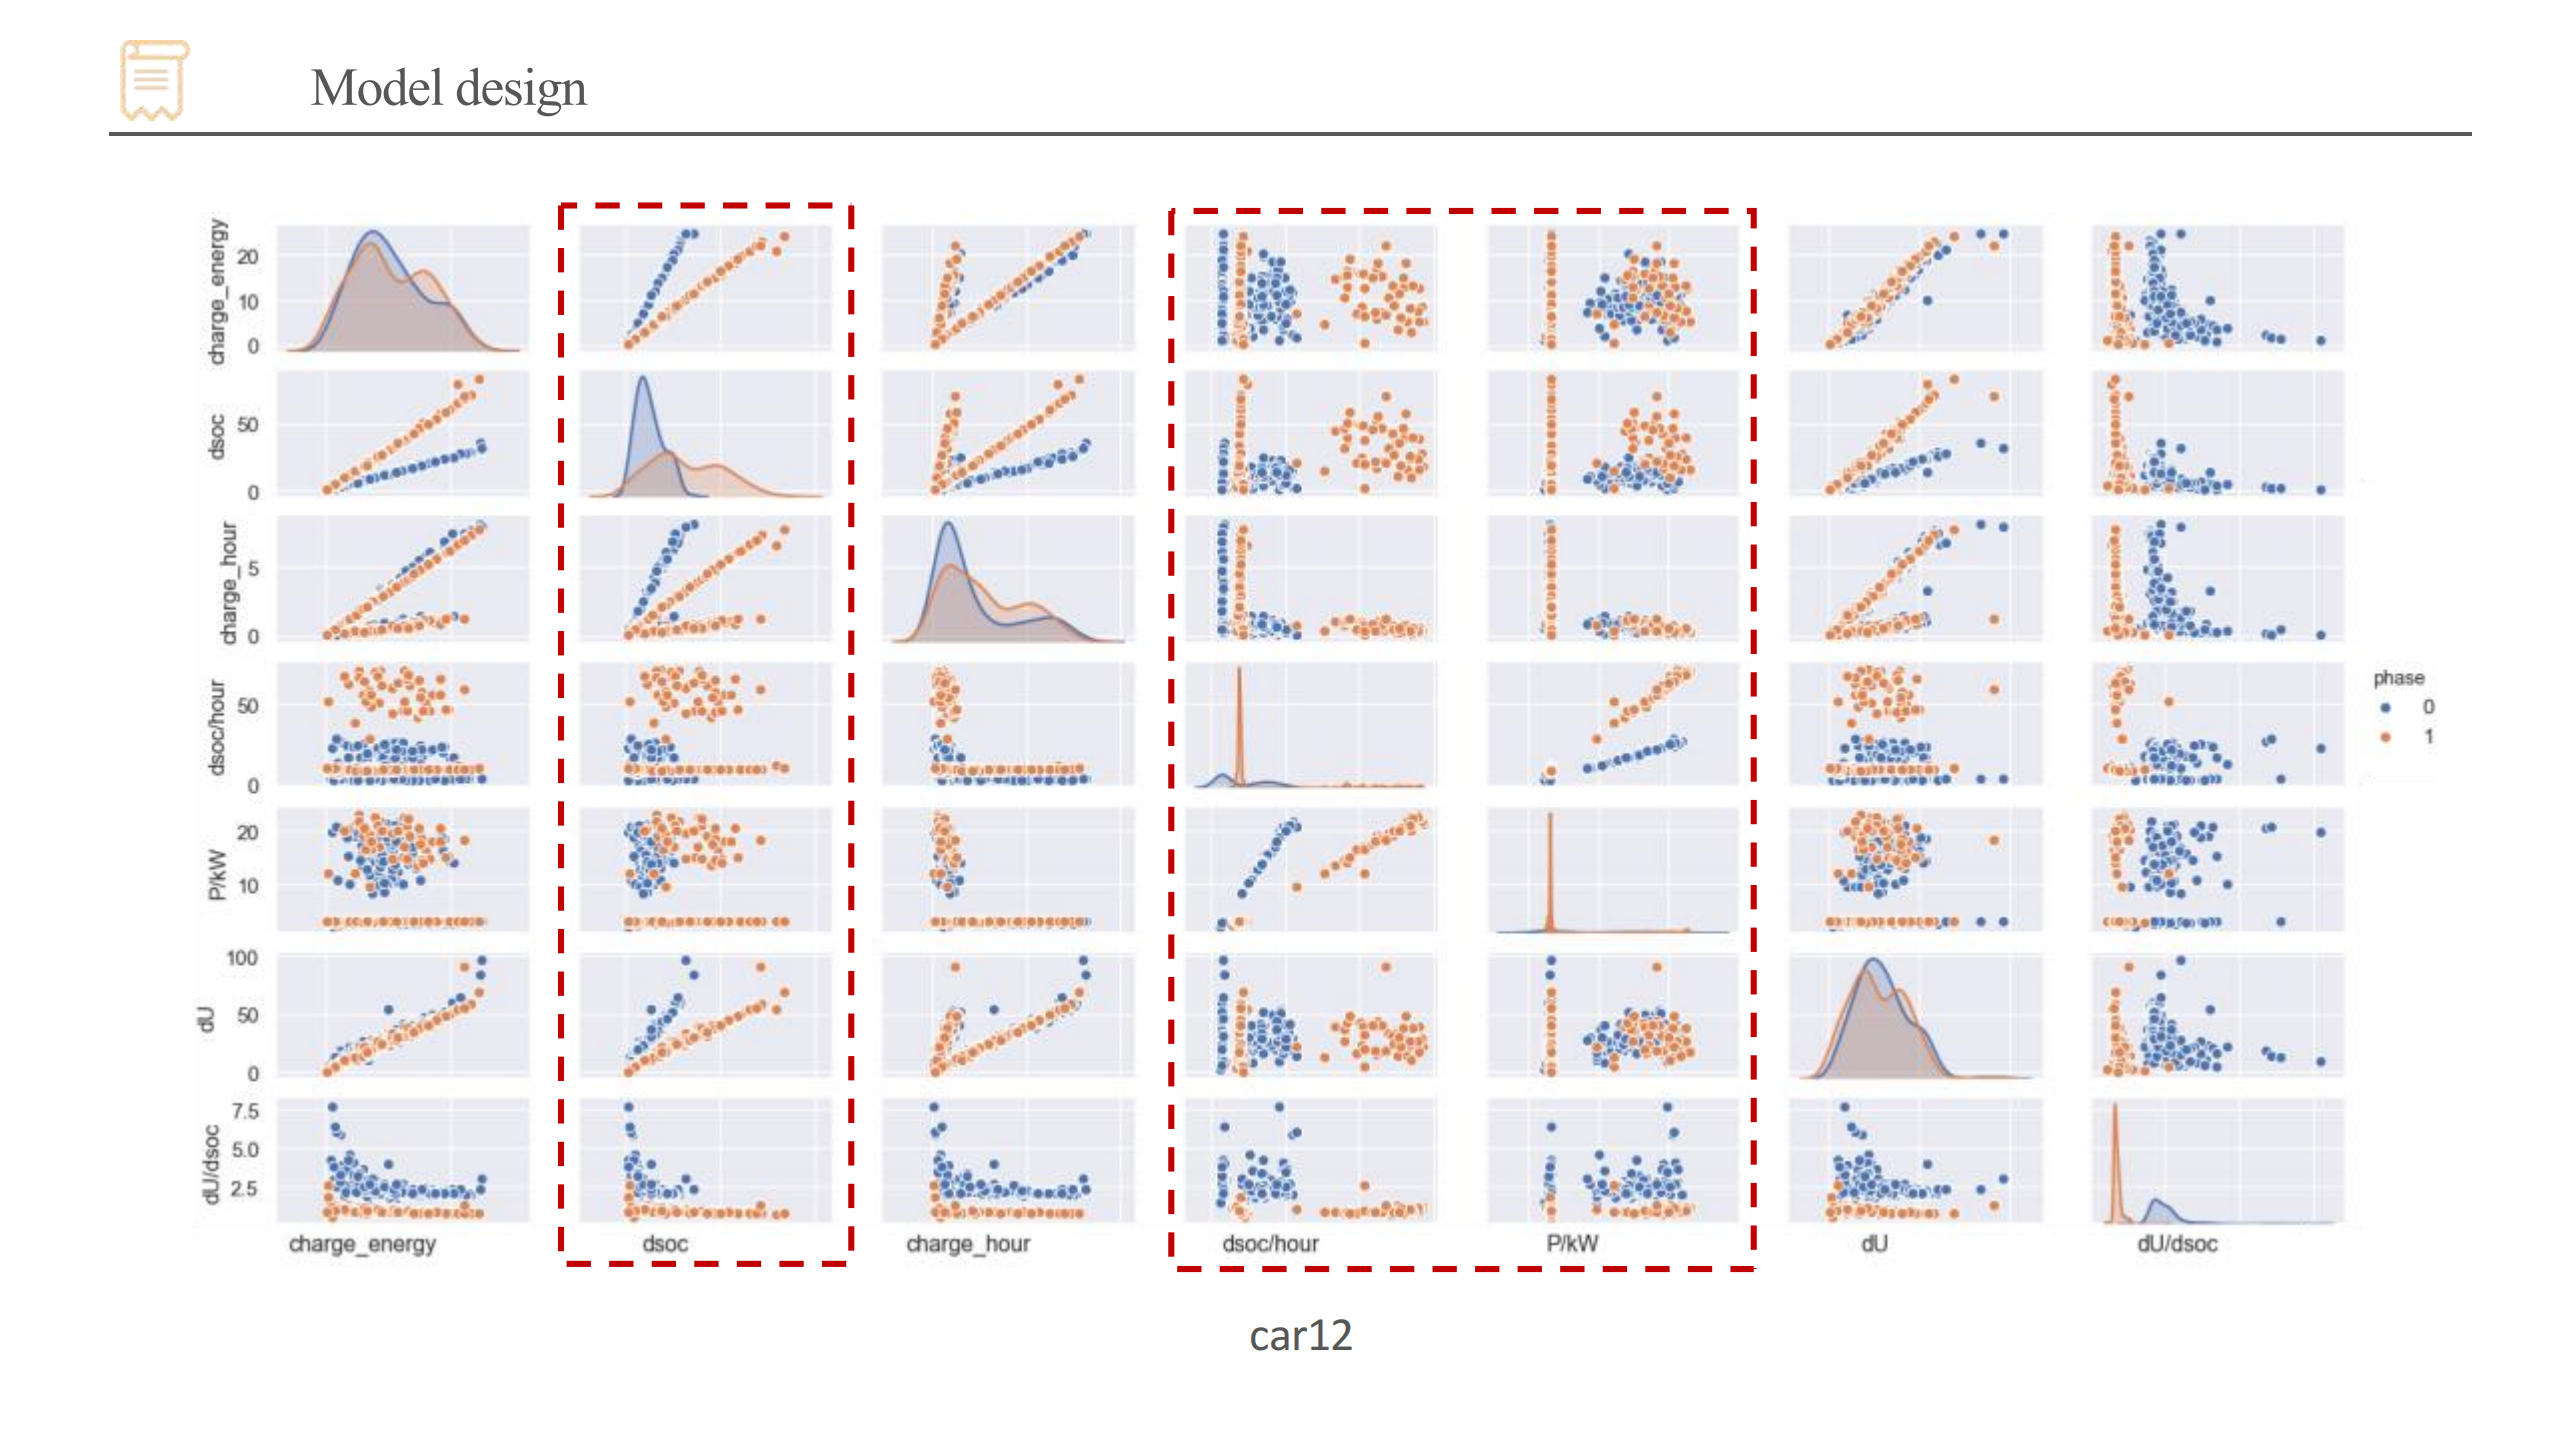 Model design
charge_energy
20
10
0
dsoc
50
0
charge_hour
5
0
dsoc/hour
50
0
phase
0
1
P/kW
20
10
dU
100
50
0
dU/dsoc
7.5
5.0
2.5
charge_energy
dsoc
charge_hour
dsoc/hour
P/kW
dU
dU/dsoc
car12